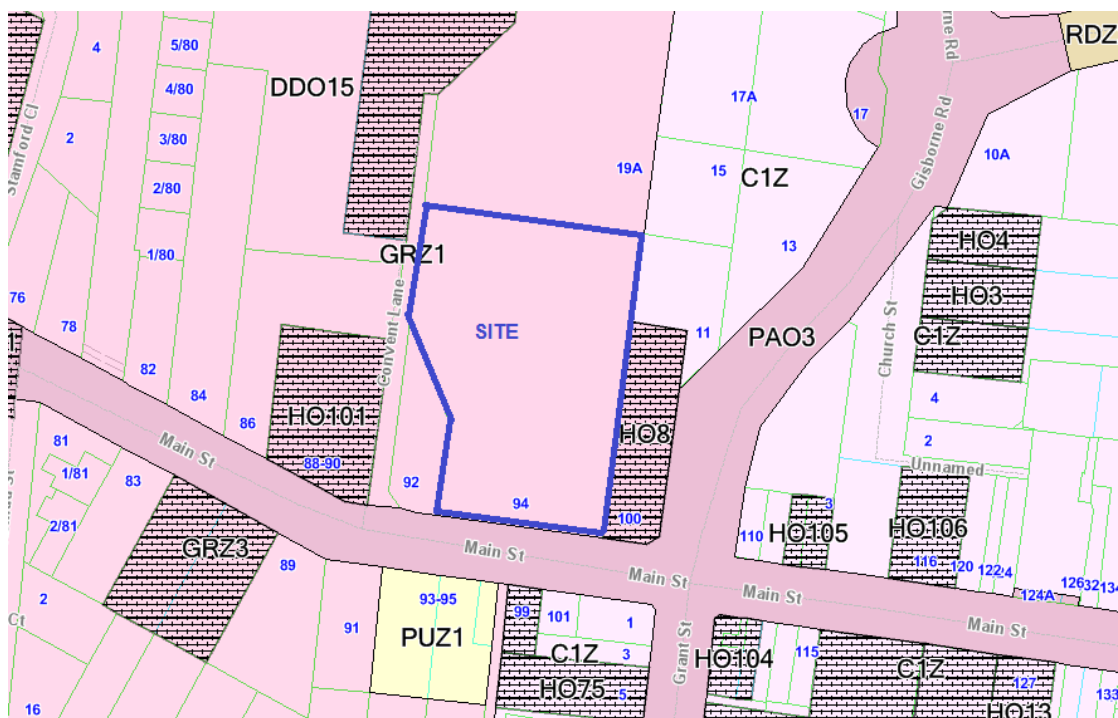 5/80
4
4/80
3/80
2
2/80
1/80
76
78
82
84
86
Stamford Cl
DDO15
GRZ1
Convent Lane
SITE
19A
17A
17
15
C1Z
13
11
PAO3
Gisborne Rd
RDZ
10A
HO4
HO3
C1Z
Church St
4
2
Unnamed
HO101
88-90
92
94
HO8
100
Main St
Main St
Main St
Main St
Main St
81
1/81
83
2/81
2
GRZ3
89
91
16
93-95
PUZ1
99
101
1
C1Z
3
HO75
5
Grant St
HO104
115
C1Z
127
HO13
133
110
3
HO105
HO106
116
120
124A
126
Ct